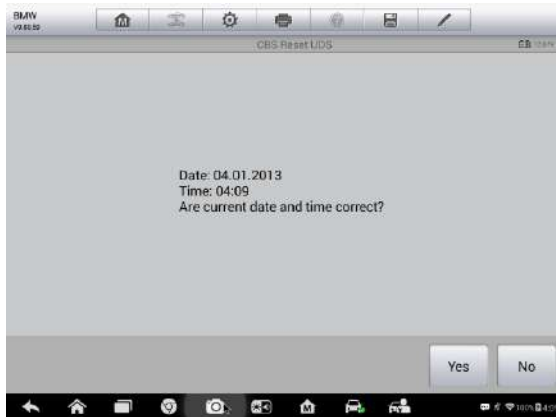 BMW
CBS Reset UDS
Date: 04.01.2013
Time: 04:09
Are current date and time correct?
Yes
No